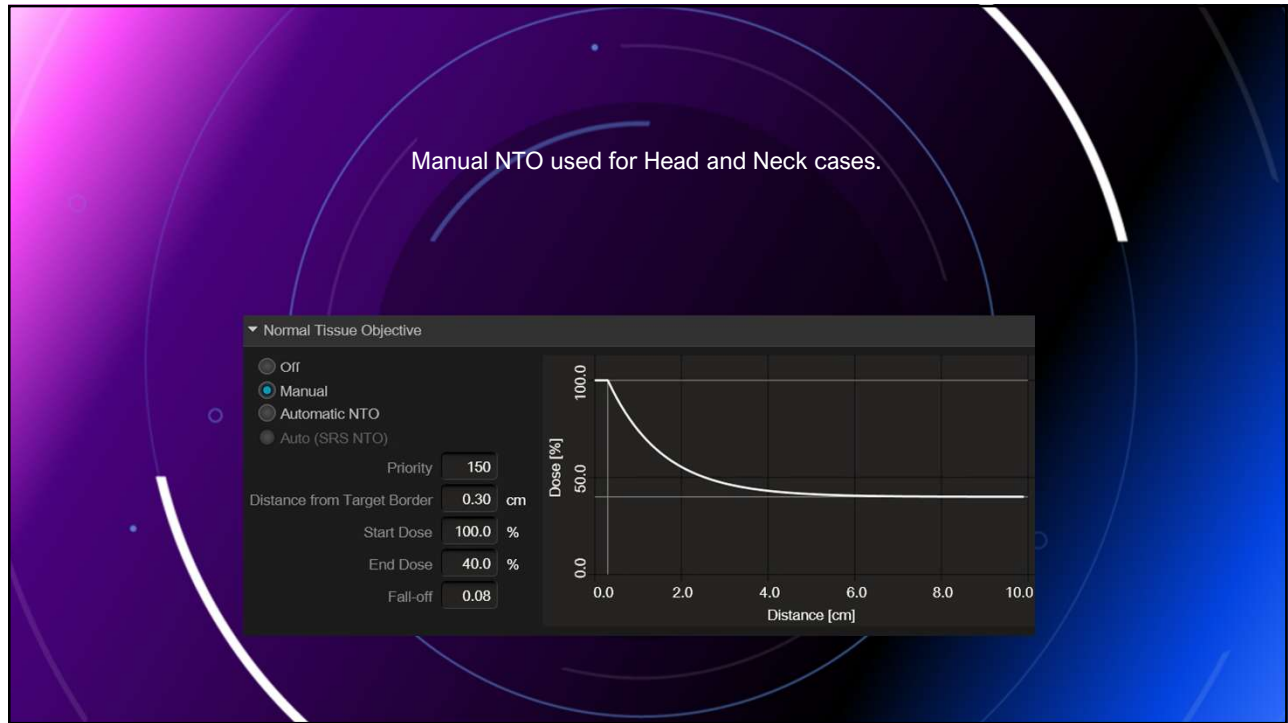 Manual NTO used for Head and Neck cases.
Normal Tissue Objective
Off
Manual
Automatic NTO
Auto (SRS NTO)
Priority 150
Distance from Target Border 0.30 cm
Start Dose 100.0 %
End Dose 40.0 %
Fall-off 0.08
Dose [%]
100.0
50.0
0.0
0.0 2.0 4.0 6.0 8.0 10.0
Distance [cm]